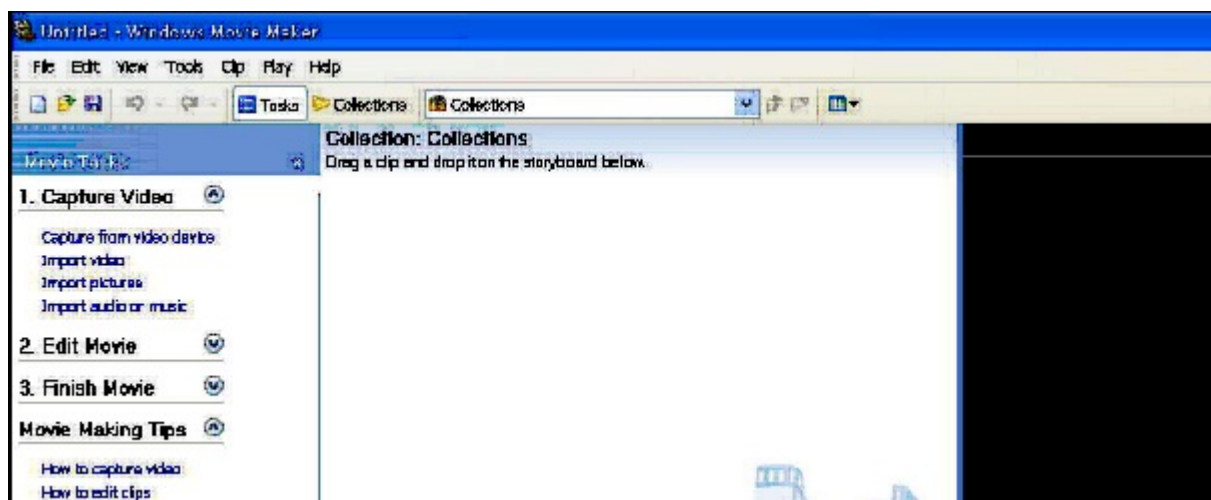 Untitled - Windows Movie Maker
File Edit View Tools Clip Play Help
Tasks Collections Collections
Movie Tasks
Collection: Collections
Drag a clip and drop it on the storyboard below.
1. Capture Video
Capture from video device
Import video
Import pictures
Import audio or music
2. Edit Movie
3. Finish Movie
Movie Making Tips
How to capture video
How to edit clips